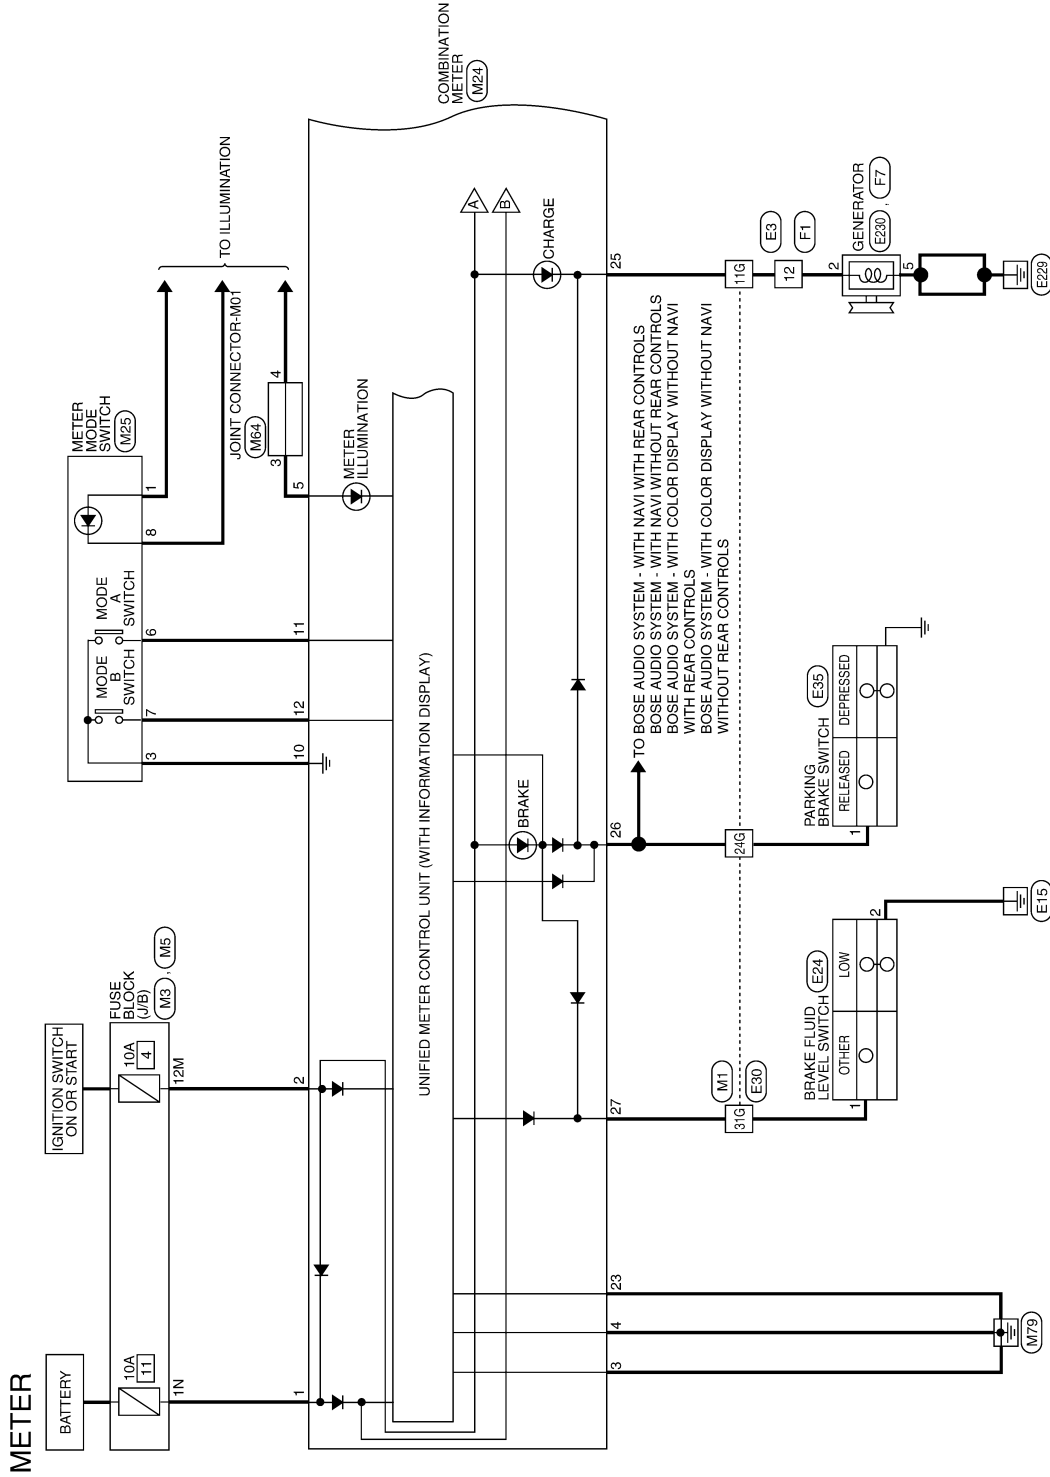 METER
BATTERY
IGNITION SWITCH
ON OR START
10A
11
10A
4
FUSE
BLOCK
(J/B)
M3 , M5
1N
12M
METER
MODE
SWITCH
M25
MODE
B
SWITCH
MODE
A
SWITCH
3
7
6
8
1
TO ILLUMINATION
JOINT CONNECTOR-M01
M64
3
4
1
2
10
12
11
5
METER
ILLUMINATION
COMBINATION
METER
M24
UNIFIED METER CONTROL UNIT (WITH INFORMATION DISPLAY)
A
B
BRAKE
CHARGE
3
4
23
27
26
25
TO BOSE AUDIO SYSTEM - WITH NAVI WITH REAR CONTROLS
BOSE AUDIO SYSTEM - WITH NAVI WITHOUT REAR CONTROLS
BOSE AUDIO SYSTEM - WITH COLOR DISPLAY WITHOUT NAVI
WITH REAR CONTROLS
BOSE AUDIO SYSTEM - WITH COLOR DISPLAY WITHOUT NAVI
WITHOUT REAR CONTROLS
31G
M1
E30
24G
11G
E3
12
F1
BRAKE FLUID
LEVEL SWITCH
E24
OTHER
LOW
1
2
PARKING
BRAKE SWITCH
E35
RELEASED
DEPRESSED
1
GENERATOR
E230 , F7
2
5
M79
E15
E229